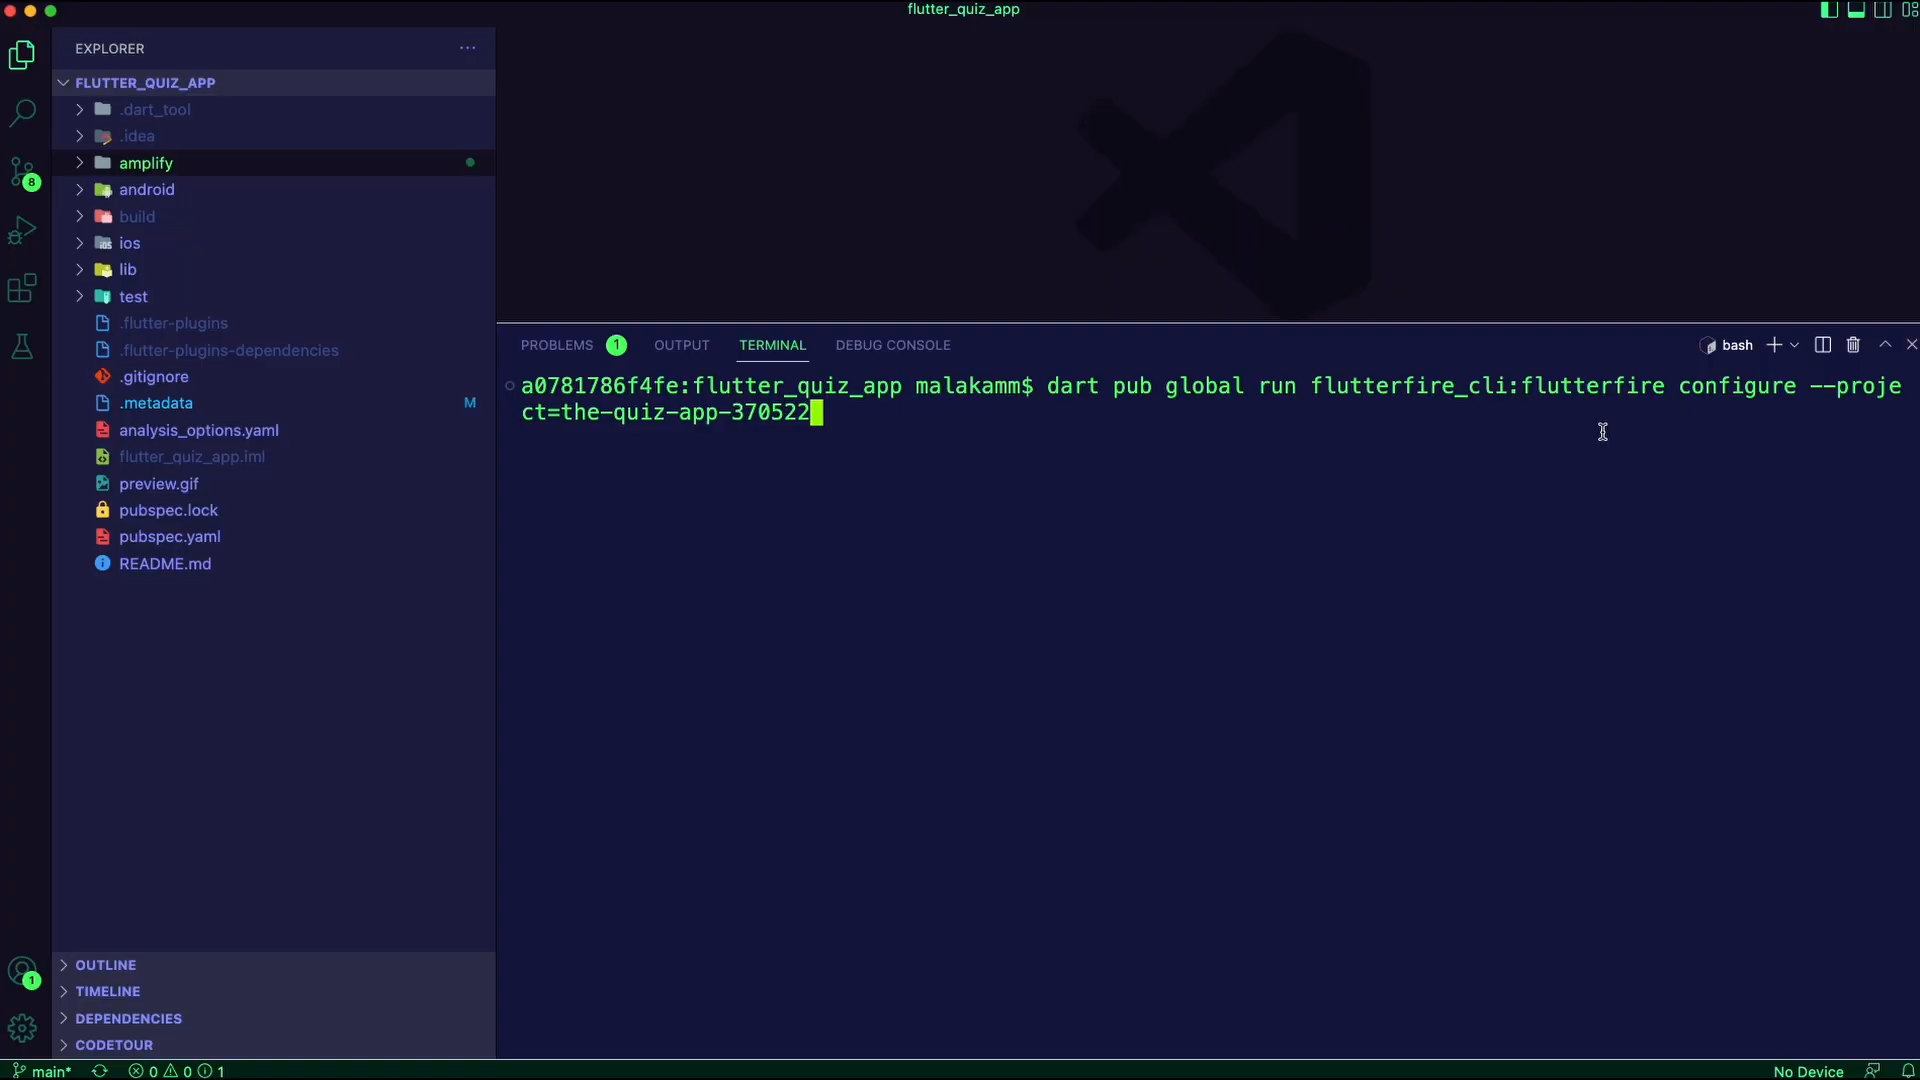 flutter_quiz_app
EXPLORER
FLUTTER_QUIZ_APP
.dart_tool
.idea
amplify
android
build
ios
lib
test
.flutter-plugins
.flutter-plugins-dependencies
.gitignore
.metadata M
analysis_options.yaml
flutter_quiz_app.iml
preview.gif
pubspec.lock
pubspec.yaml
README.md
OUTLINE
TIMELINE
DEPENDENCIES
CODETOUR
8
1
PROBLEMS 1 OUTPUT TERMINAL DEBUG CONSOLE bash
a0781786f4fe:flutter_quiz_app malakamm$ dart pub global run flutterfire_cli:flutterfire configure --proje
ct=the-quiz-app-370522
main* 0 0 1 No Device